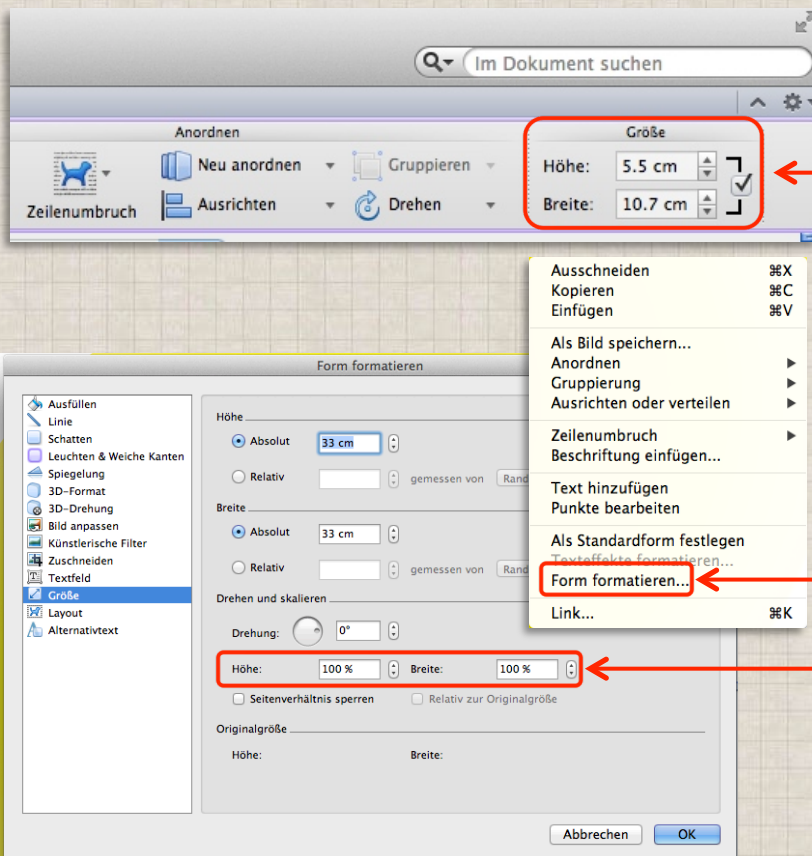 Im Dokument suchen
Anordnen
Größe
Neu anordnen
Gruppieren
Höhe:
5.5 cm
Zeilenumbruch
Ausrichten
Drehen
Breite:
10.7 cm
Ausschneiden ⌘X
Kopieren ⌘C
Einfügen ⌘V
Als Bild speichern...
Anordnen
Gruppierung
Ausrichten oder verteilen
Zeilenumbruch
Beschriftung einfügen...
Text hinzufügen
Punkte bearbeiten
Als Standardform festlegen
Texteffekte formatieren...
Form formatieren...
Link... ⌘K
Form formatieren
Ausfüllen
Linie
Schatten
Leuchten & Weiche Kanten
Spiegelung
3D-Format
3D-Drehung
Bild anpassen
Künstlerische Filter
Zuschneiden
Textfeld
Größe
Layout
Alternativtext
Höhe
Absolut 33 cm
Relativ gemessen von Rand
Breite
Absolut 33 cm
Relativ gemessen von Rand
Drehen und skalieren
Drehung: 0°
Höhe: 100 % Breite: 100 %
Seitenverhältnis sperren Relativ zur Originalgröße
Originalgröße
Höhe: Breite:
Abbrechen OK